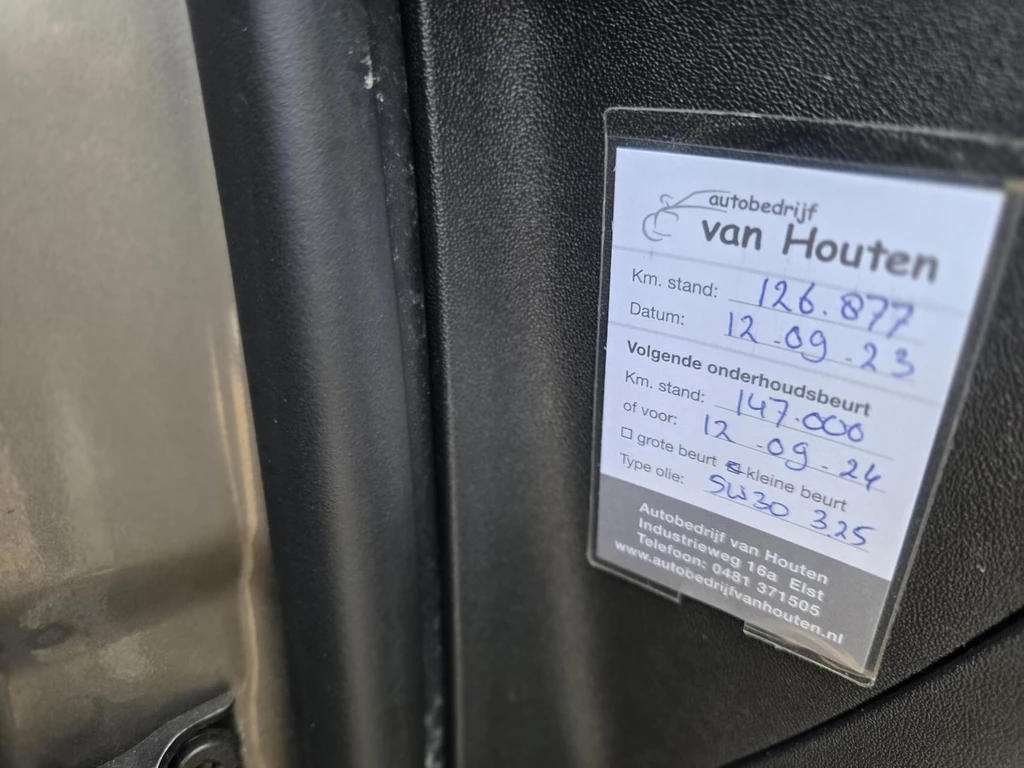 autobedrijf
van Houten
Km. stand: 126.877
Datum: 12-09-23
Volgende onderhoudsbeurt
Km. stand: 147.000
of voor: 12-09-24
☐ grote beurt ☒ kleine beurt
Type olie: 5W30 3.25
Autobedrijf van Houten
Industrieweg 16a Elst
Telefoon: 0481 371505
www.autobedrijfvanhouten.nl